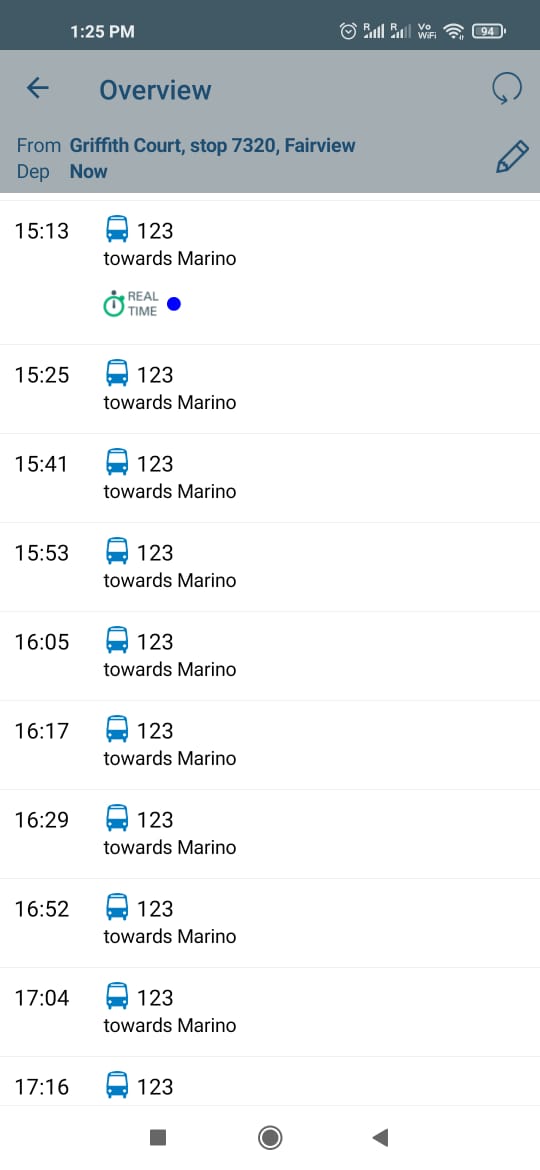 1:25 PM R R Vo WiFi 94
Overview
From Griffith Court, stop 7320, Fairview
Dep Now
15:13 123
towards Marino
REAL
TIME
15:25 123
towards Marino
15:41 123
towards Marino
15:53 123
towards Marino
16:05 123
towards Marino
16:17 123
towards Marino
16:29 123
towards Marino
16:52 123
towards Marino
17:04 123
towards Marino
17:16 123